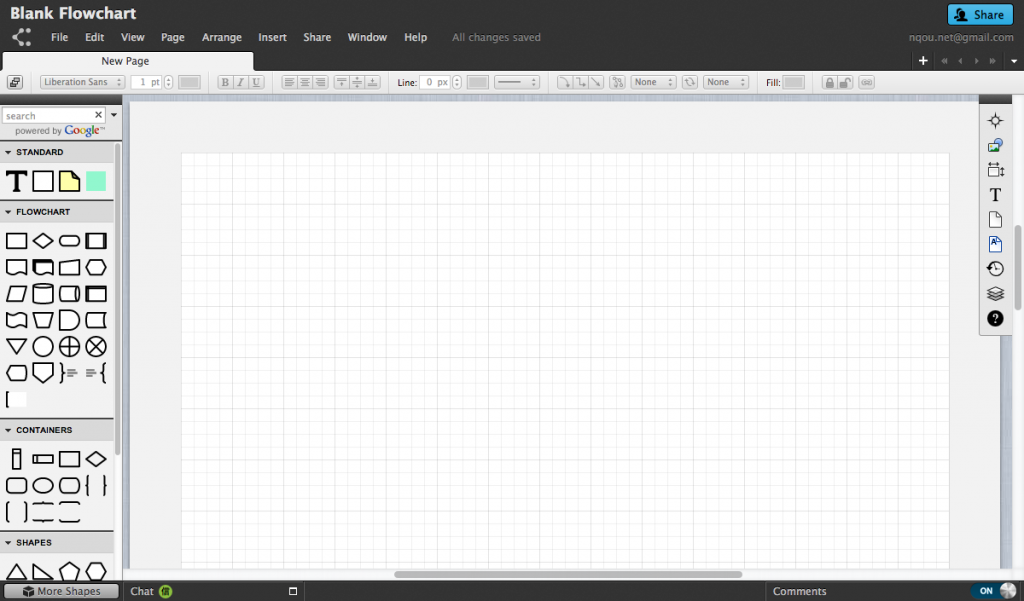 Blank Flowchart
Share
File Edit View Page Arrange Insert Share Window Help All changes saved
nqou.net@gmail.com
New Page
Liberation Sans 1 pt B I U Line: 0 px None None Fill:
search
powered by Google™
STANDARD
T
T
FLOWCHART
A
?
CONTAINERS
SHAPES
More Shapes Chat Comments ON